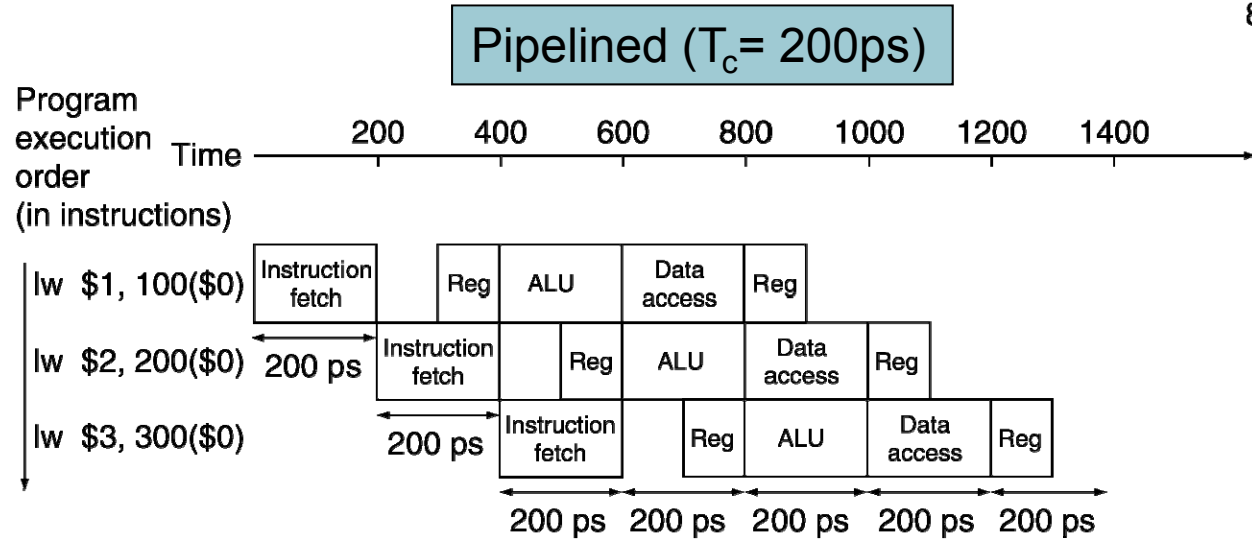 8
Pipelined (Tc= 200ps)
Program
execution
order
(in instructions)
Time
200 400 600 800 1000 1200 1400
lw $1, 100($0)
Instruction
fetch
Reg
ALU
Data
access
Reg
200 ps
lw $2, 200($0)
Instruction
fetch
Reg
ALU
Data
access
Reg
200 ps
lw $3, 300($0)
Instruction
fetch
Reg
ALU
Data
access
Reg
200 ps 200 ps 200 ps 200 ps 200 ps